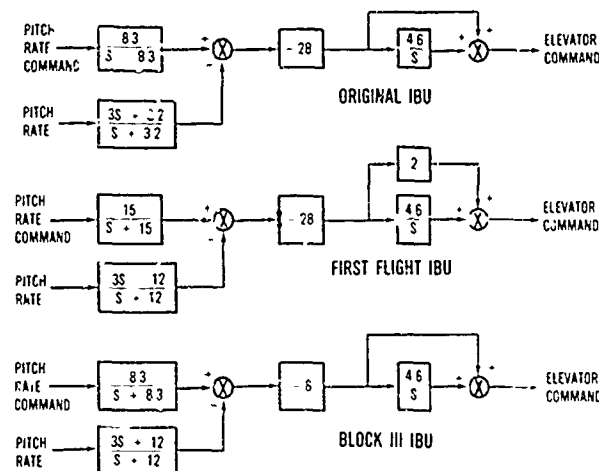 PITCH
RATE
COMMAND
83
S 83
+
-
- 28
46
S
+
+
ELEVATOR
COMMAND
ORIGINAL IBU
PITCH
RATE
3S + 32
S + 32
2
PITCH
RATE
COMMAND
15
S + 15
+
-
- 28
46
S
+
+
ELEVATOR
COMMAND
FIRST FLIGHT IBU
PITCH
RATE
3S 12
S + 12
PITCH
RATE
COMMAND
83
S + 83
+
-
- 6
46
S
+
+
ELEVATOR
COMMAND
BLOCK III IBU
PITCH
RATE
3S + 12
S + 12